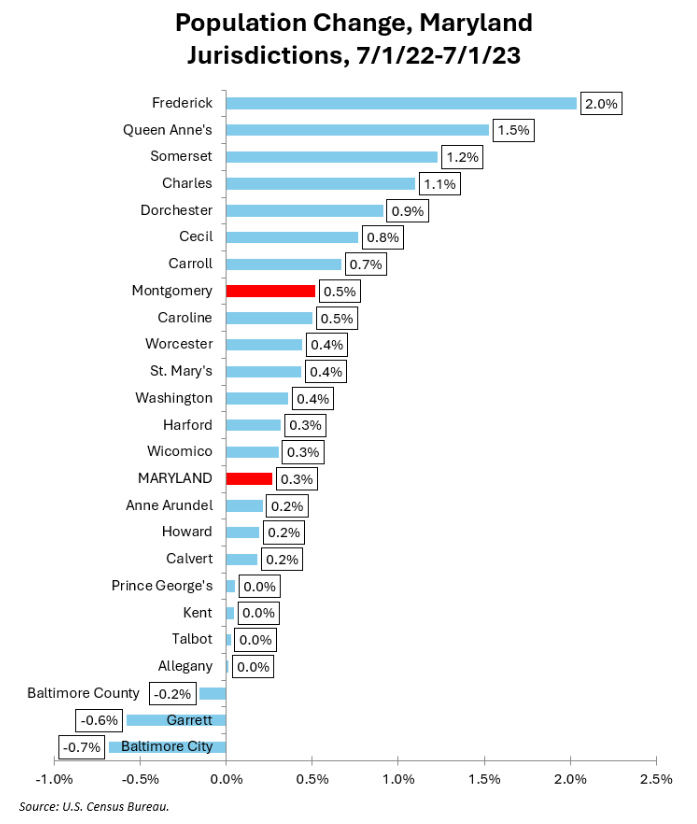 Population Change, Maryland
Jurisdictions, 7/1/22-7/1/23
Frederick 2.0%
Queen Anne's 1.5%
Somerset 1.2%
Charles 1.1%
Dorchester 0.9%
Cecil 0.8%
Carroll 0.7%
Montgomery 0.5%
Caroline 0.5%
Worcester 0.4%
St. Mary's 0.4%
Washington 0.4%
Harford 0.3%
Wicomico 0.3%
MARYLAND 0.3%
Anne Arundel 0.2%
Howard 0.2%
Calvert 0.2%
Prince George's 0.0%
Kent 0.0%
Talbot 0.0%
Allegany 0.0%
Baltimore County -0.2%
-0.6% Garrett
-0.7% Baltimore City
-1.0% -0.5% 0.0% 0.5% 1.0% 1.5% 2.0% 2.5%
Source: U.S. Census Bureau.